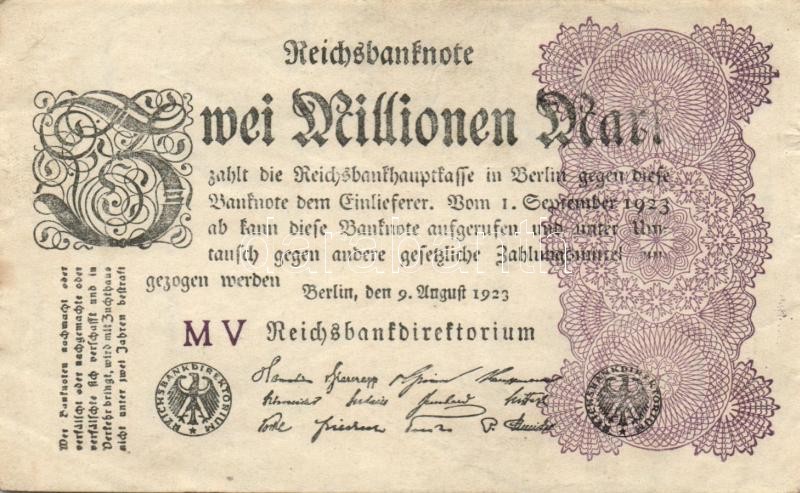 Reichsbanknote
Zwei Millionen Mark
zahlt die Reichsbankhauptkasse in Berlin gegen diese
Banknote dem Einlieferer. Vom 1. September 1923
ab kann diese Banknote aufgerufen und unter Um-
tausch gegen andere gesetzliche Zahlungsmittel ein-
gezogen werden
Berlin, den 9. August 1923
MV Reichsbankdirektorium
Wer Banknoten nachmacht oder
verfälscht oder nachgemachte oder
verfälschte sich verschafft und in
Verkehr bringt, wird mit Zuchthaus
nicht unter zwei Jahren bestraft
REICHSBANKDIREKTORIUM
REICHSBANKDIREKTORIUM
darabanth